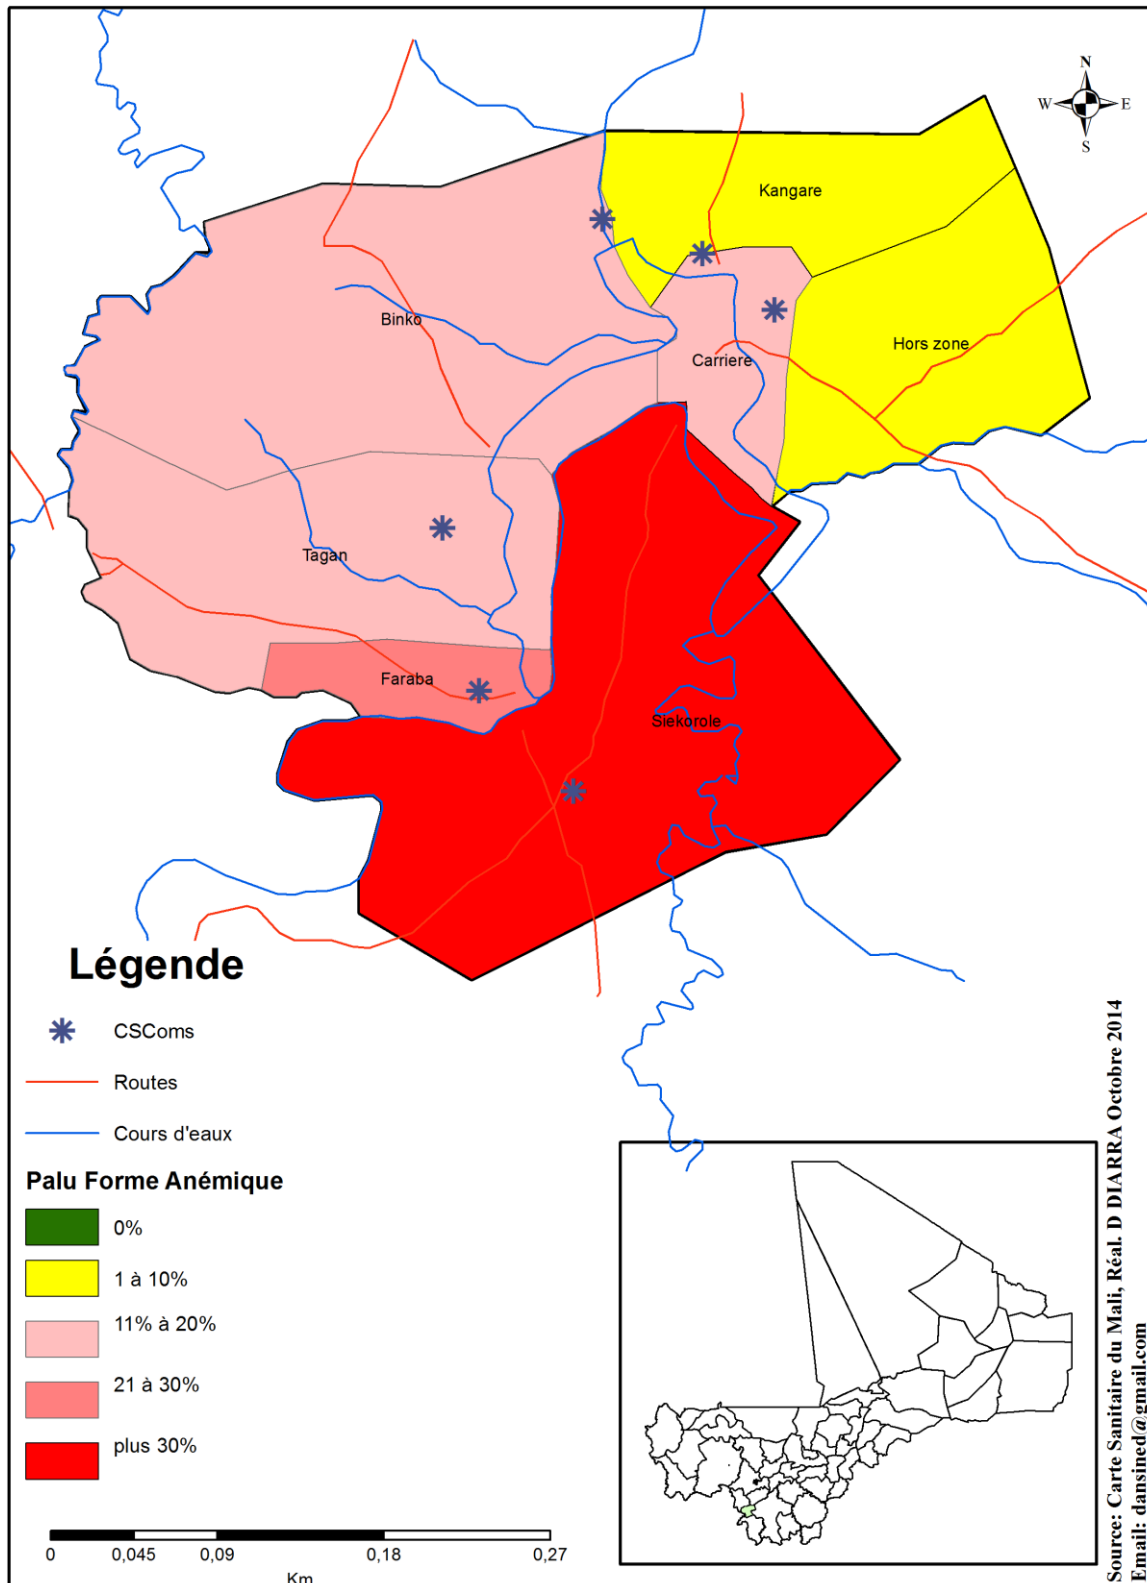 N
W
E
S
Kangare
Binko
Hors zone
Carriere
Tagan
Faraba
Siekorole
Légende
CSComs
Routes
Cours d'eaux
Palu Forme Anémique
0%
1 à 10%
11% à 20%
21 à 30%
plus 30%
0 0,045 0,09 0,18 0,27
Km
Source: Carte Sanitaire du Mali, Réal. D DIARRA Octobre 2014
Email: dansined@gmail.com